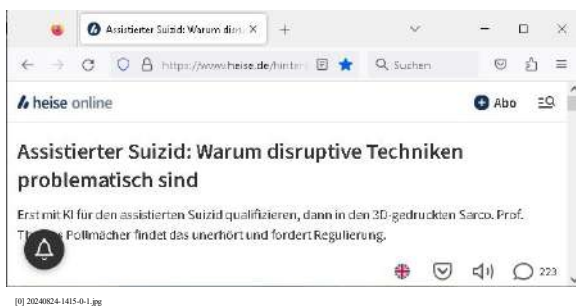 Assistierter Suizid: Warum disr
https://www.heise.de/hinter
Suchen
heise online
Abo
Assistierter Suizid: Warum disruptive Techniken
problematisch sind
Erst mit KI für den assistierten Suizid qualifizieren, dann in den 3D-gedruckten Sarco. Prof.
Pollmächer findet das unerhört und fordert Regulierung.
223
[0] 20240824-1415-0-1.jpg